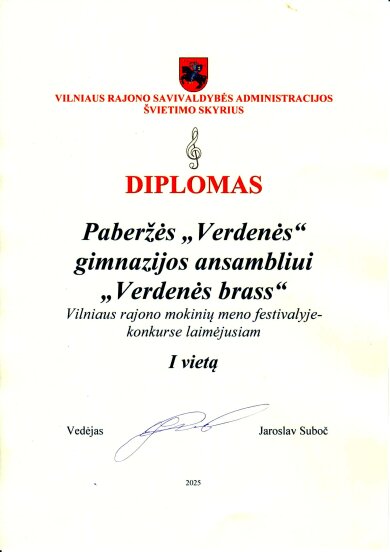 VILNIAUS RAJONO SAVIVALDYBĖS ADMINISTRACIJOS
ŠVIETIMO SKYRIUS
DIPLOMAS
Paberžės „Verdenės“
gimnazijos ansambliui
„Verdenės brass“
Vilniaus rajono mokinių meno festivalyje-
konkurse laimėjusiam
I vietą
Vedėjas Jaroslav Suboč
2025